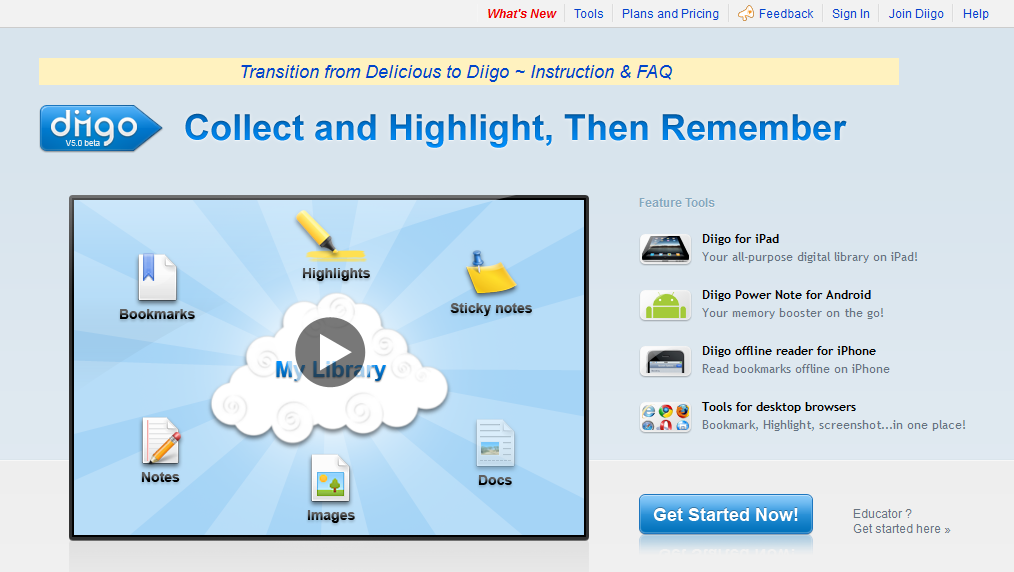 What's New
Tools
Plans and Pricing
Feedback
Sign In
Join Diigo
Help
Transition from Delicious to Diigo ~ Instruction & FAQ
diigo
V5.0 beta
Collect and Highlight, Then Remember
Highlights
Bookmarks
Sticky notes
My Library
Notes
Docs
Images
Feature Tools
Diigo for iPad
Your all-purpose digital library on iPad!
Diigo Power Note for Android
Your memory booster on the go!
Diigo offline reader for iPhone
Read bookmarks offline on iPhone
Tools for desktop browsers
Bookmark, Highlight, screenshot...in one place!
Get Started Now!
Educator ?
Get started here »